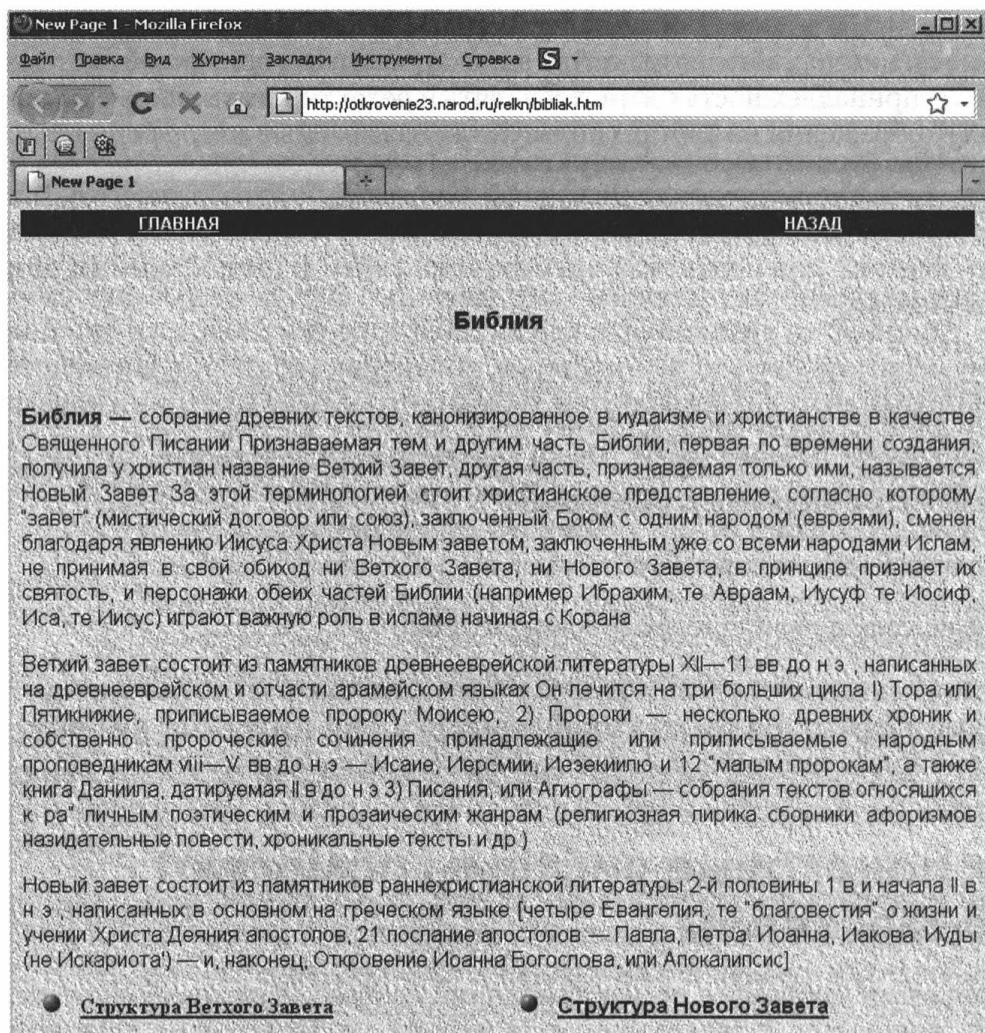 New Page 1 - Mozilla Firefox
Файл Правка Вид Журнал Закладки Инструменты Справка S
http://otkrovenie23.narod.ru/relkn/bibliak.htm
New Page 1
ГЛАВНАЯ НАЗАД
Библия
Библия — собрание древних текстов, канонизированное в иудаизме и христианстве в качестве
Священного Писании Признаваемая тем и другим часть Библии, первая по времени создания,
получила у христиан название Ветхий Завет, другая часть, признаваемая только ими, называется
Новый Завет За этой терминологией стоит христианское представление, согласно которому
"завет" (мистический договор или союз), заключенный Боюм с одним народом (евреями), сменен
благодаря явлению Иисуса Христа Новым заветом, заключенным уже со всеми народами Ислам,
не принимая в свой обиход ни Ветхого Завета, ни Нового Завета, в принципе признает их
святость, и персонажи обеих частей Библии (например Ибрахим, те Авраам, Иусуф те Иосиф,
Иса, те Иисус) играют важную роль в исламе начиная с Корана
Ветхий завет состоит из памятников древнееврейской литературы XII—11 вв до н э , написанных
на древнееврейском и отчасти арамейском языках Он лечится на три больших цикла I) Тора или
Пятикнижие, приписываемое пророку Моисею, 2) Пророки — несколько древних хроник и
собственно пророческие сочинения принадлежащие или приписываемые народным
проповедникам viii—V вв до н э — Исаие, Иерсмии, Иезекиилю и 12 "малым пророкам", а также
книга Даниила, датируемая II в до н э 3) Писания, или Агиографы — собрания текстов огносяшихся
к ра" личным поэтическим и прозаическим жанрам (религиозная лирика сборники афоризмов
назидательные повести, хроникальные тексты и др )
Новый завет состоит из памятников раннехристианской литературы 2-й половины 1 в и начала II в
н э , написанных в основном на греческом языке [четыре Евангелия, те "благовестия" о жизни и
учении Христа Деяния апостолов, 21 послание апостолов — Павла, Петра. Иоанна, Иакова. Иуды
(не Искариота') — и, наконец, Откровение Иоанна Богослова, или Апокалипсис]
Структура Ветхого Завета Структура Нового Завета